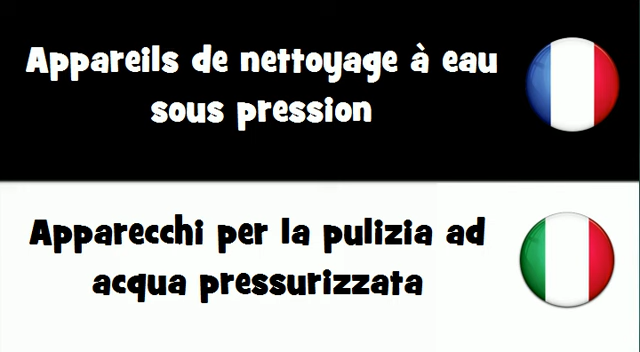 Appareils de nettoyage à eau
sous pression
Apparecchi per la pulizia ad
acqua pressurizzata